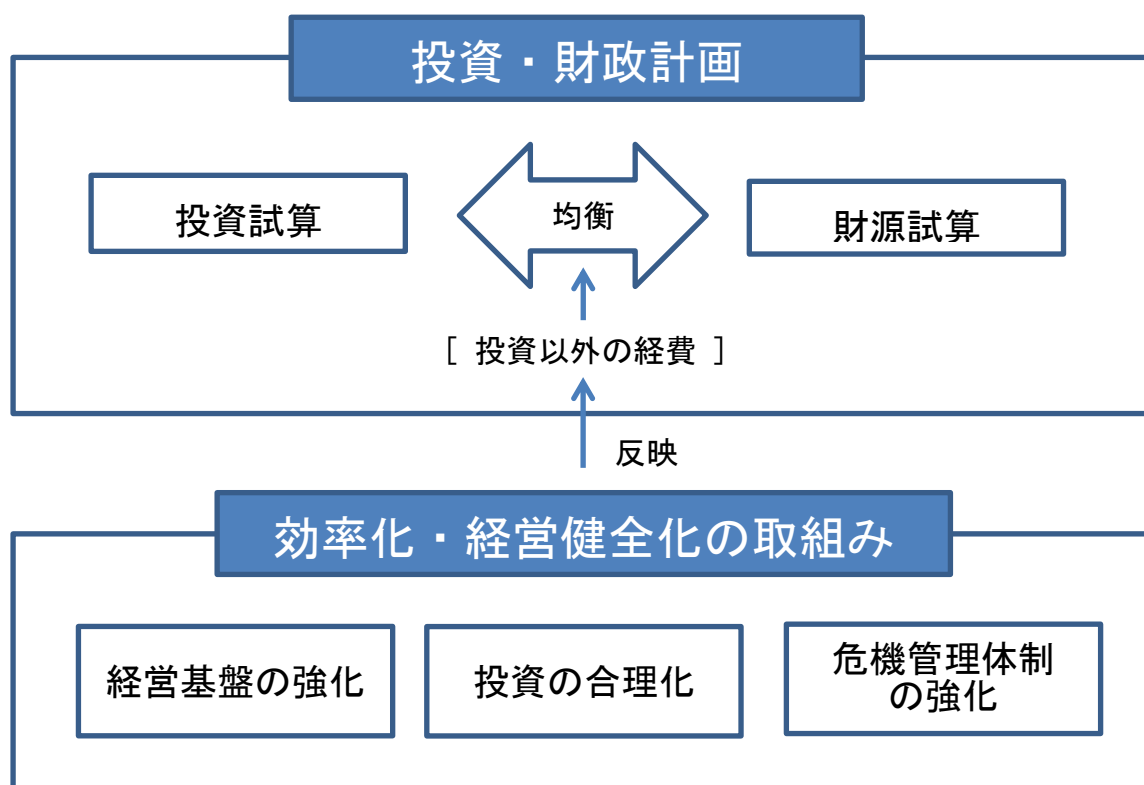 投資・財政計画
投資試算
均衡
財源試算
［ 投資以外の経費 ］
反映
効率化・経営健全化の取組み
経営基盤の強化
投資の合理化
危機管理体制
の強化